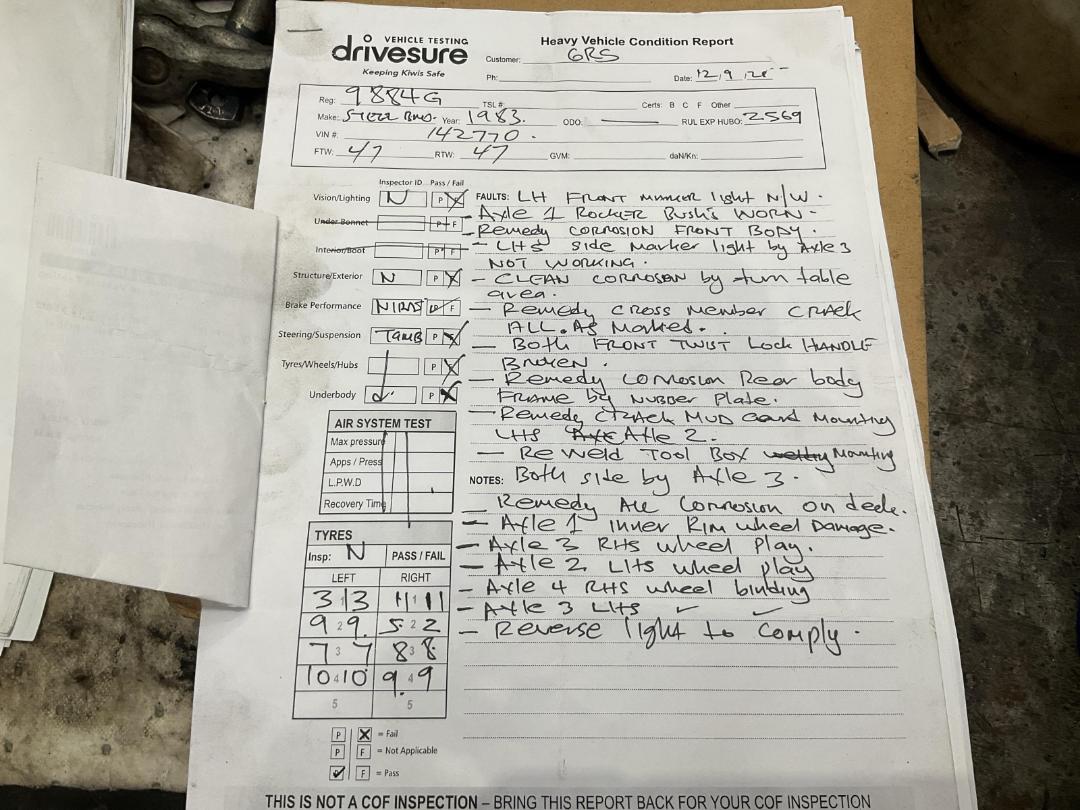 VEHICLE TESTING
drivesure
Keeping Kiwis Safe
Heavy Vehicle Condition Report
Customer: GRS
Ph: Date: 12/9/25
Reg: 9884G TSL #: Certs: B C F Other
Make: STEEL BROS. Year: 1983. ODO: — RUL EXP HUBO: 2569
VIN #: 142770.
FTW: 47 RTW: 47 GVM: daN/Kn:
Inspector ID Pass / Fail
Vision/Lighting N P F
Under Bonnet P F
Interior/Boot P F
Structure/Exterior N P F
Brake Performance P F
Steering/Suspension P F
Tyres/Wheels/Hubs P F
Underbody P F
FAULTS: LH FRONT MARKER light N/W.
- Axle 1 ROCKER Bush's WORN -
- Remedy CORROSION FRONT BODY.
- LHS side Marker light by Axle 3
NOT WORKING.
- CLEAN CORROSION by turn table
area.
- Remedy CROSS MEMBER CRACK
ALL. As Marked.
- Both FRONT TWIST Lock HANDLE
BROKEN.
- Remedy CORROSION Rear body
FRAME by NUBBER Plate.
- Remedy CRACK MUD Guard Mounting
LHS Axle 2.
- Re WELD TOOL BOX Mounting
NOTES: Both side by Axle 3.
- Remedy ALL Corrosion on deck.
- Axle 1 inner Rim wheel Damage.
- Axle 3 RHS wheel Play.
- Axle 2 LHS wheel play
- Axle 4 RHS wheel binding
- Axle 3 LHS ✓ ✓
- Reverse light to comply.
AIR SYSTEM TEST
Max pressure
Apps / Press
L.P.W.D
Recovery Time
TYRES
Insp: N PASS / FAIL
LEFT RIGHT
3 1 3 11 1 11
9 2 9 5 2 2
7 3 7 8 3 8
10 4 10 9 4 9
5 5
P X = Fail
P F = Not Applicable
✓ F = Pass
THIS IS NOT A COF INSPECTION – BRING THIS REPORT BACK FOR YOUR COF INSPECTION